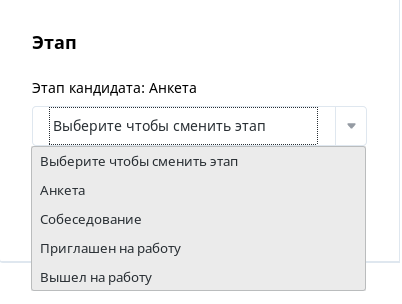 Этап
Этап кандидата: Анкета
Выберите чтобы сменить этап
Выберите чтобы сменить этап
Анкета
Собеседование
Приглашен на работу
Вышел на работу